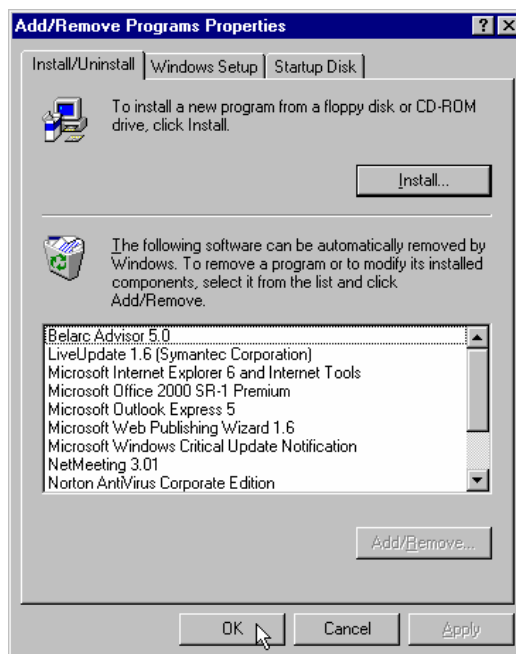 Add/Remove Programs Properties
Install/Uninstall Windows Setup Startup Disk
To install a new program from a floppy disk or CD-ROM
drive, click Install.
Install...
The following software can be automatically removed by
Windows. To remove a program or to modify its installed
components, select it from the list and click
Add/Remove.
Belarc Advisor 5.0
LiveUpdate 1.6 (Symantec Corporation)
Microsoft Internet Explorer 6 and Internet Tools
Microsoft Office 2000 SR-1 Premium
Microsoft Outlook Express 5
Microsoft Web Publishing Wizard 1.6
Microsoft Windows Critical Update Notification
NetMeeting 3.01
Norton AntiVirus Corporate Edition
Add/Remove...
OK Cancel Apply